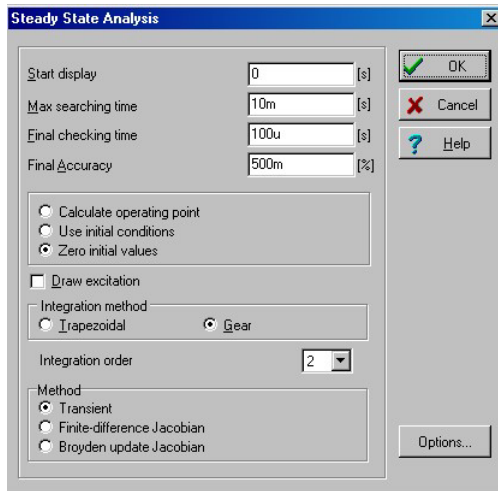 Steady State Analysis
Start display 0 [s]
Max searching time 10m [s]
Final checking time 100u [s]
Final Accuracy 500m [%]
OK
Cancel
Help
Calculate operating point
Use initial conditions
Zero initial values
Draw excitation
Integration method
Trapezoidal Gear
Integration order 2
Method
Transient
Finite-difference Jacobian
Broyden update Jacobian
Options...